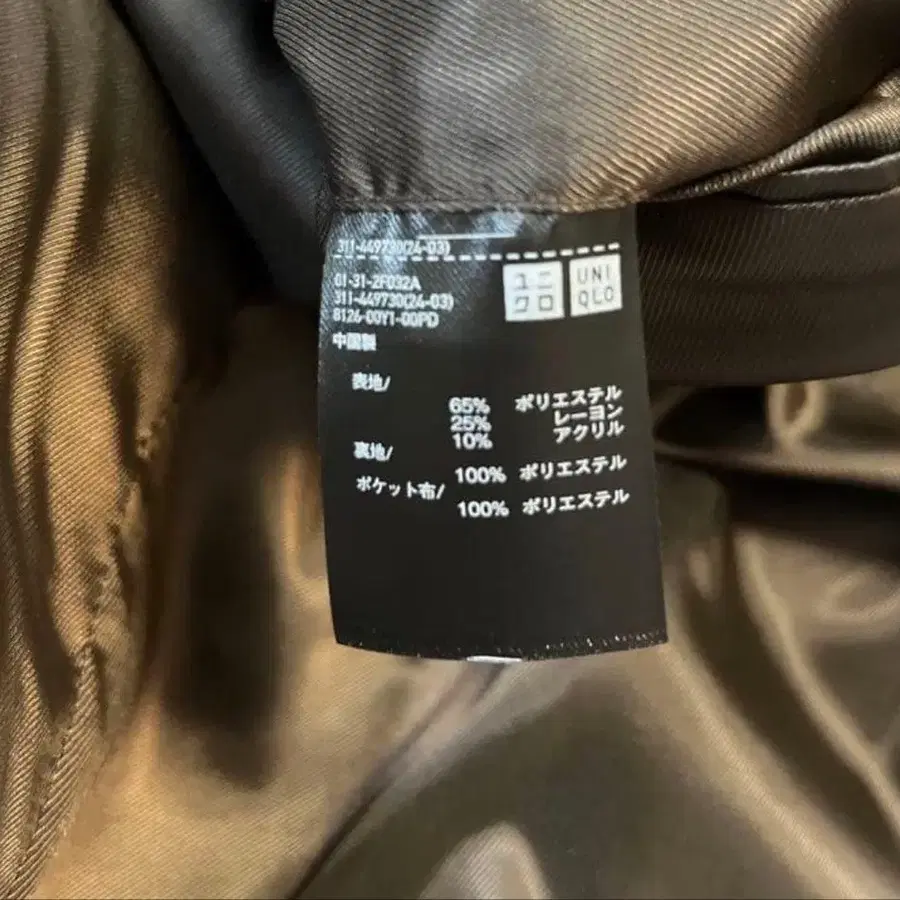 311-449730(24-03)
01-31-2F032A
311-449730(24-03)
8126-00Y1-00PD
ユニ
クロ
UNI
QLO
中国製
表地/
65% ポリエステル
25% レーヨン
10% アクリル
裏地/
100% ポリエステル
ポケット布/
100% ポリエステル